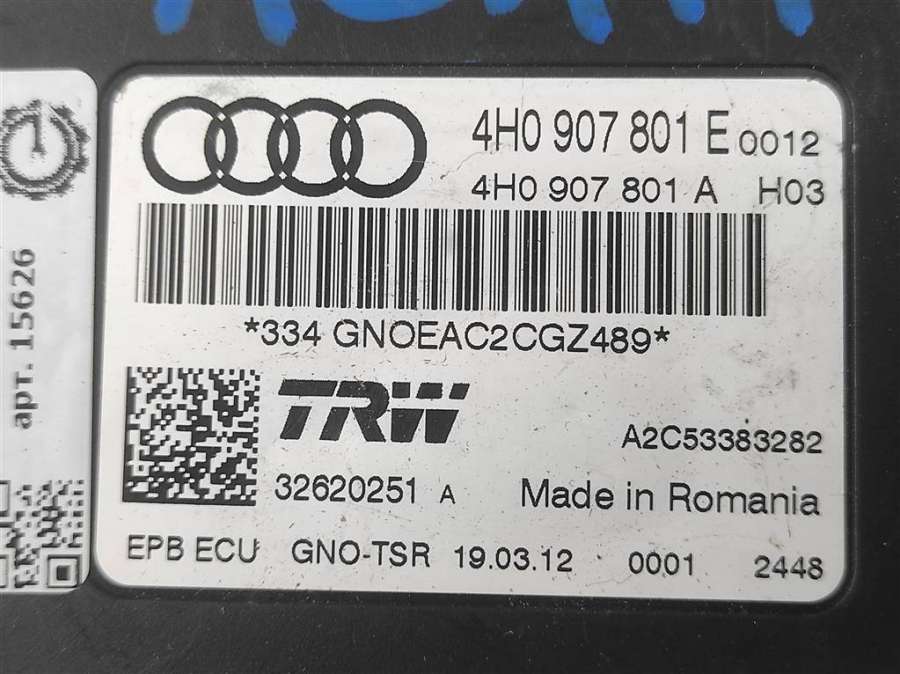 4H0 907 801 E 0012
4H0 907 801 A H03
*334 GNOEAC2CGZ489*
TRW
A2C53383282
32620251 A
Made in Romania
EPB ECU GNO-TSR 19.03.12 0001 2448
арт. 15626